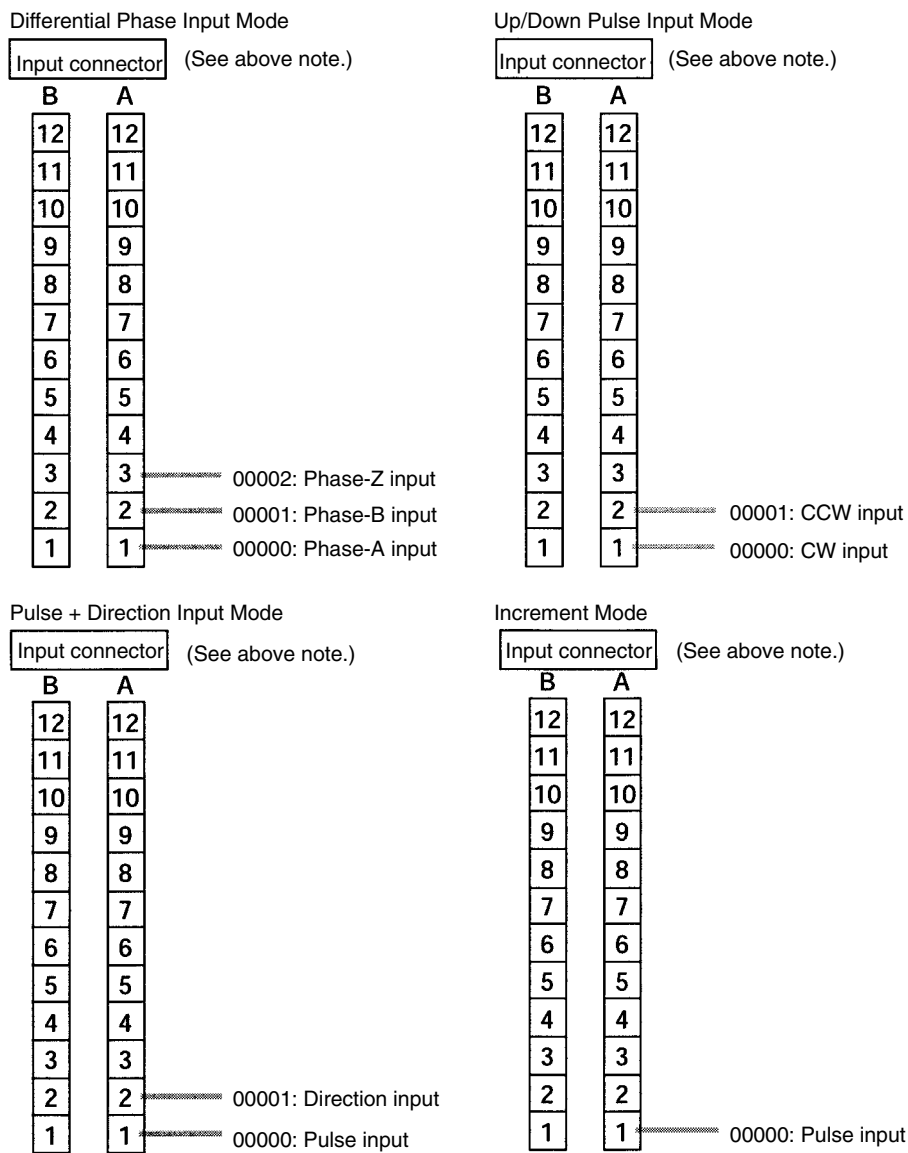 Differential Phase Input Mode
Input connector (See above note.)
B A
12 12
11 11
10 10
9 9
8 8
7 7
6 6
5 5
4 4
3 3 00002: Phase-Z input
2 2 00001: Phase-B input
1 1 00000: Phase-A input
Up/Down Pulse Input Mode
Input connector (See above note.)
B A
12 12
11 11
10 10
9 9
8 8
7 7
6 6
5 5
4 4
3 3
2 2 00001: CCW input
1 1 00000: CW input
Pulse + Direction Input Mode
Input connector (See above note.)
B A
12 12
11 11
10 10
9 9
8 8
7 7
6 6
5 5
4 4
3 3
2 2 00001: Direction input
1 1 00000: Pulse input
Increment Mode
Input connector (See above note.)
B A
12 12
11 11
10 10
9 9
8 8
7 7
6 6
5 5
4 4
3 3
2 2
1 1 00000: Pulse input